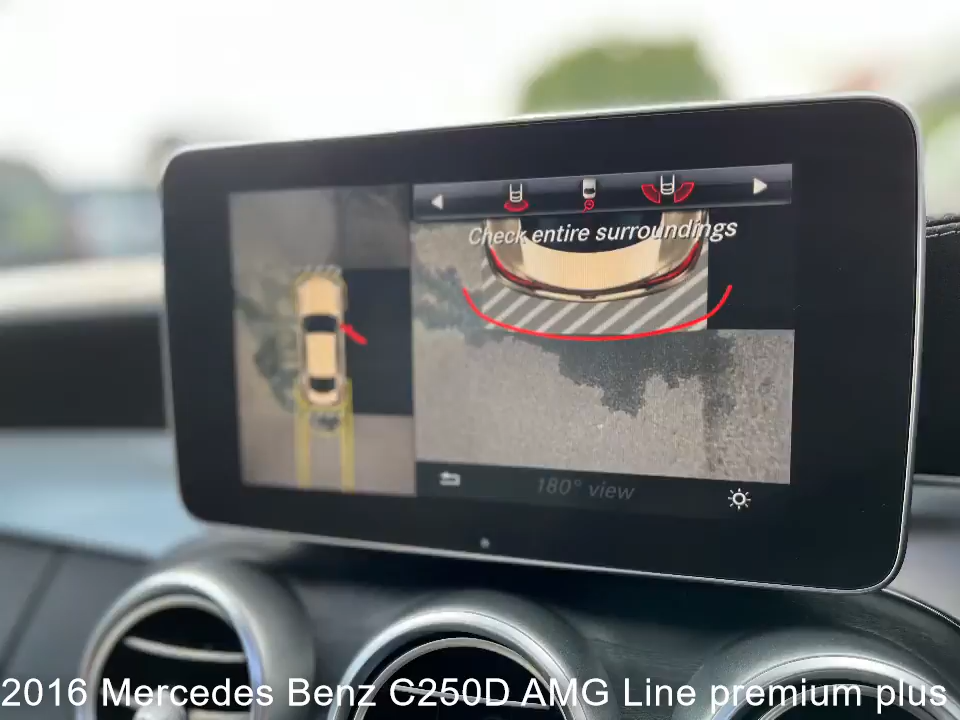 Check entire surroundings
180° view
2016 Mercedes Benz C250D AMG Line premium plus